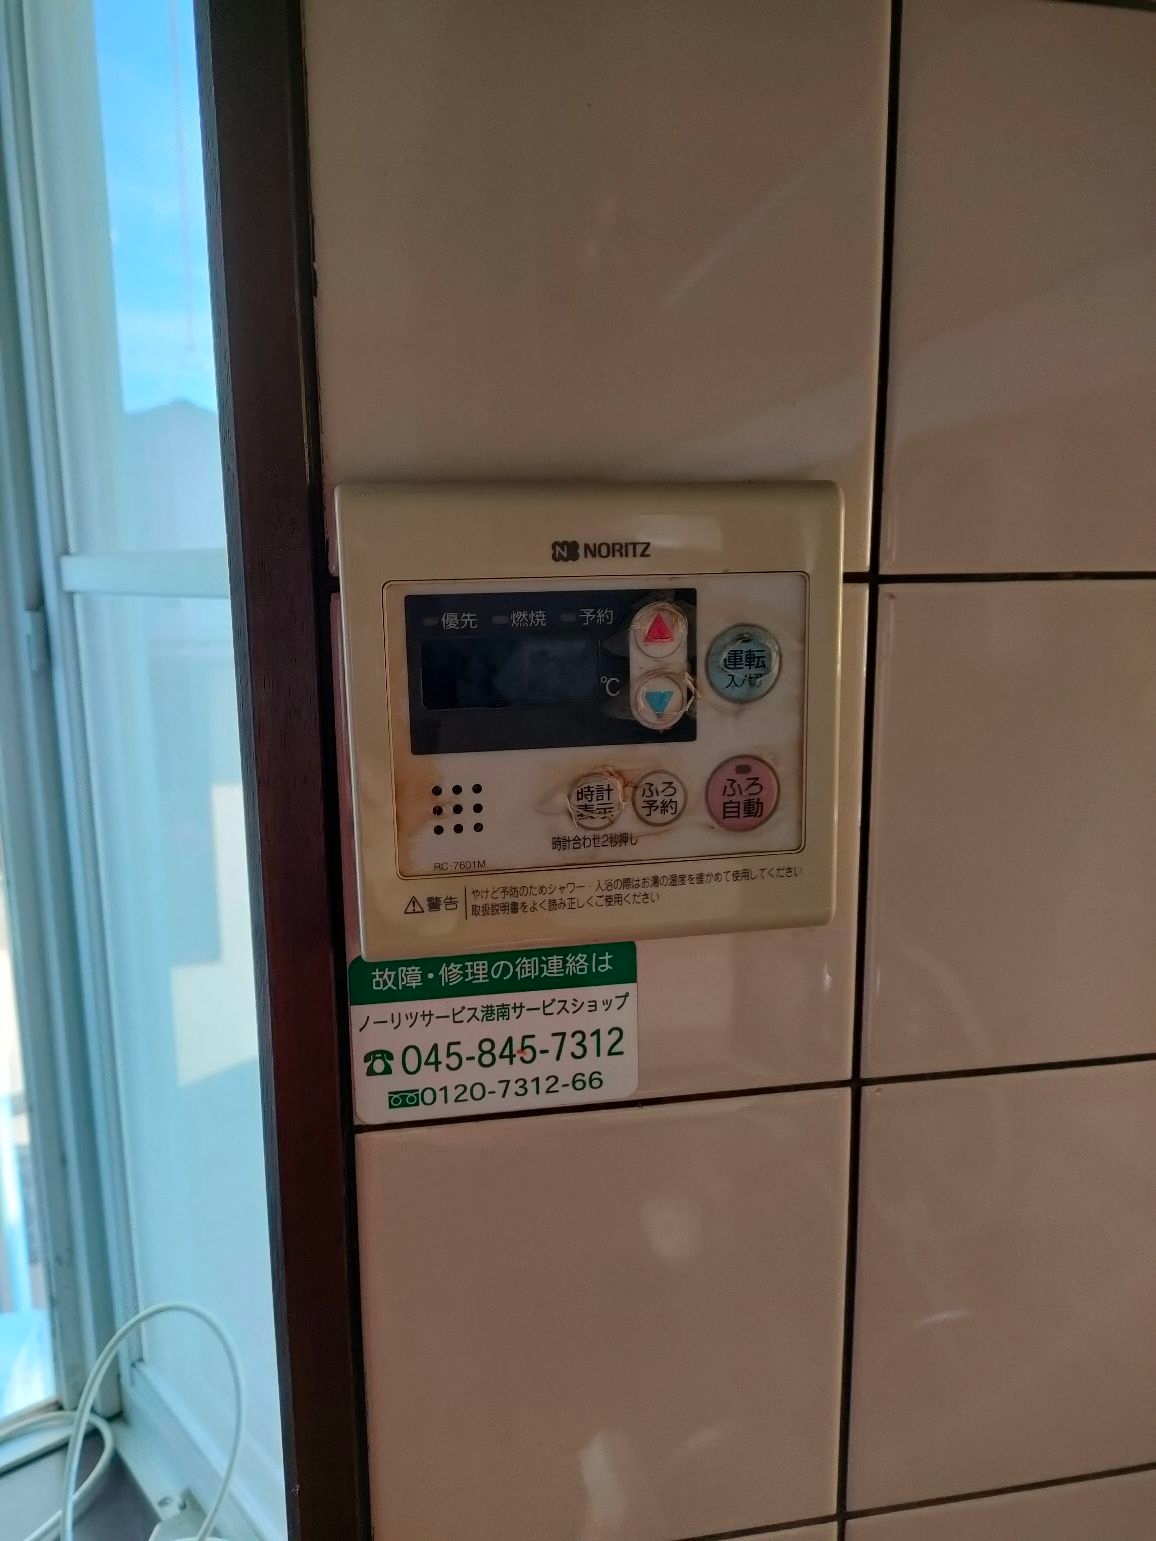 NORITZ
優先 燃焼 予約
℃
運転
入/切
時計
表示
ふろ
予約
ふろ
自動
時計合わせ2秒押し
RC-7601M
警告
やけど予防のためシャワー・入浴の際はお湯の温度を確かめて使用してください
取扱説明書をよく読み正しくご使用ください
故障・修理の御連絡は
ノーリツサービス港南サービスショップ
045-845-7312
0120-7312-66